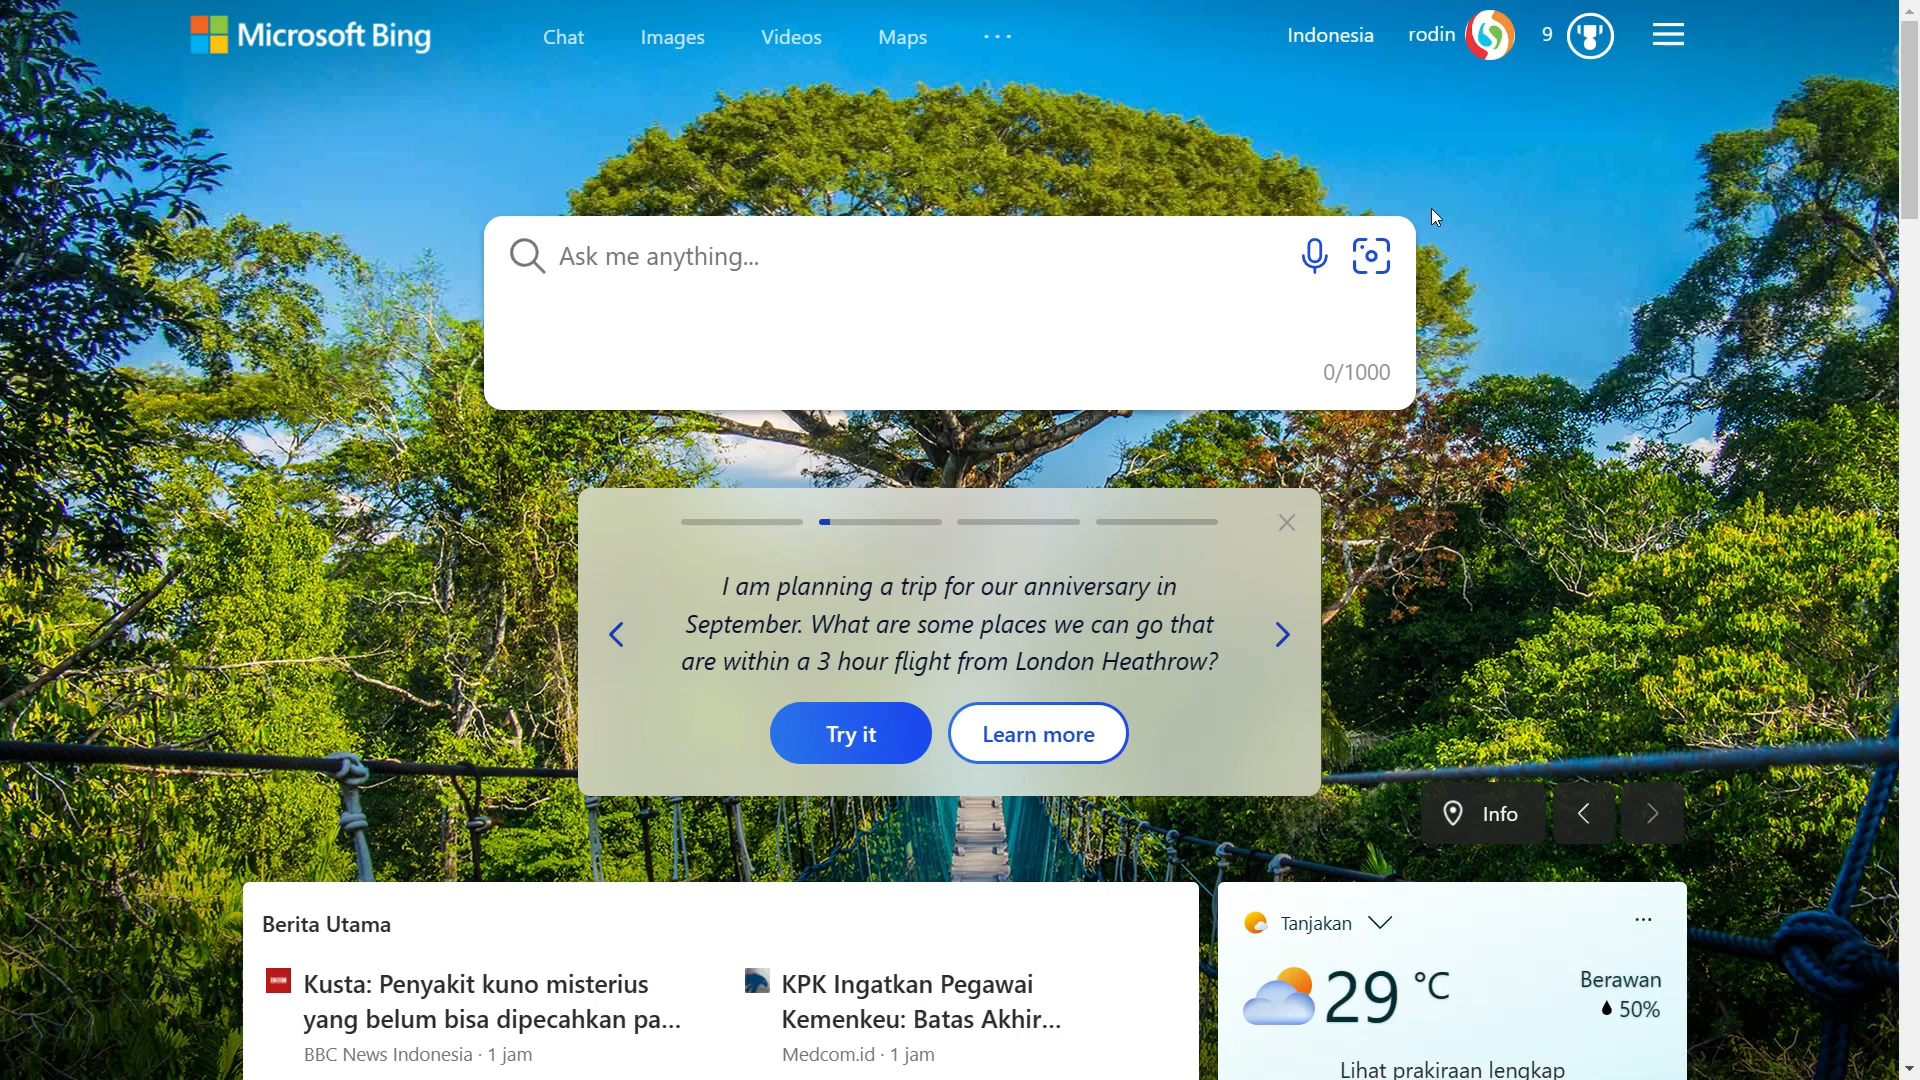 Microsoft Bing
Chat Images Videos Maps ...
Indonesia rodin 9
Ask me anything...
0/1000
I am planning a trip for our anniversary in
September. What are some places we can go that
are within a 3 hour flight from London Heathrow?
Try it Learn more
Info
Berita Utama
Kusta: Penyakit kuno misterius
yang belum bisa dipecahkan pa...
BBC News Indonesia · 1 jam
KPK Ingatkan Pegawai
Kemenkeu: Batas Akhir...
Medcom.id · 1 jam
Tanjakan
29 °C
Berawan
50%
Lihat prakiraan lengkap